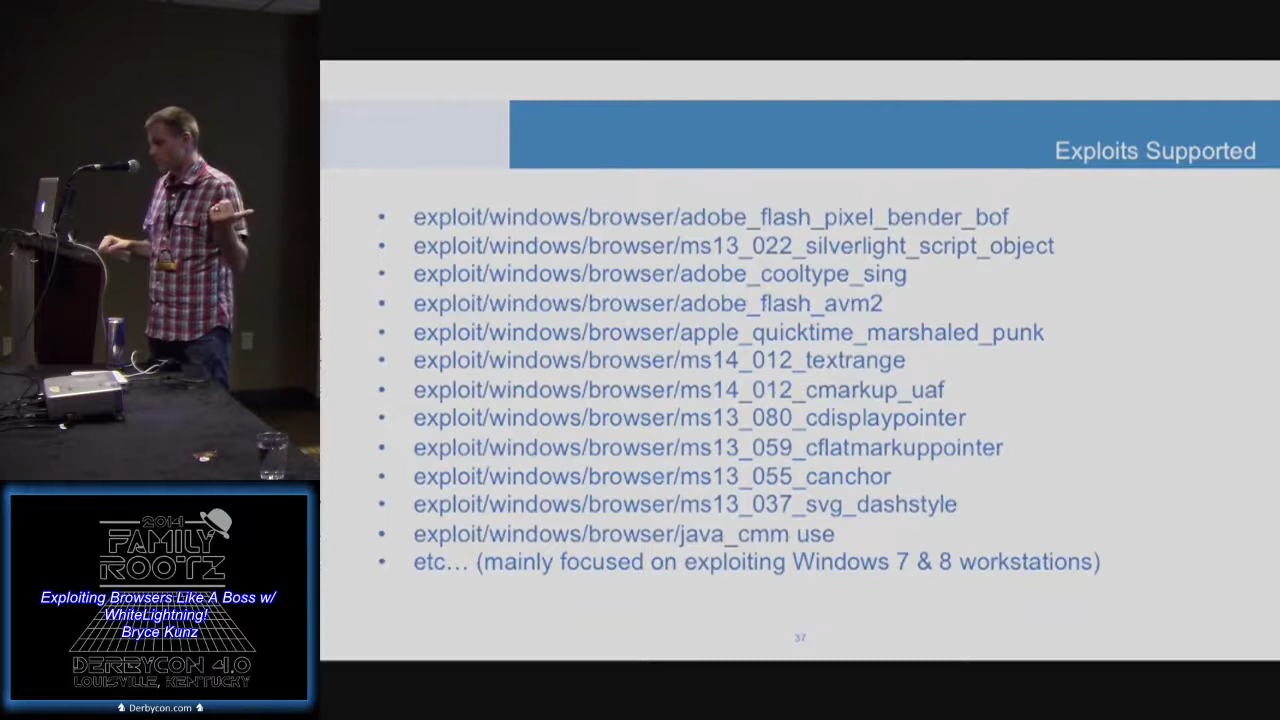 Exploits Supported
• exploit/windows/browser/adobe_flash_pixel_bender_bof
• exploit/windows/browser/ms13_022_silverlight_script_object
• exploit/windows/browser/adobe_cooltype_sing
• exploit/windows/browser/adobe_flash_avm2
• exploit/windows/browser/apple_quicktime_marshaled_punk
• exploit/windows/browser/ms14_012_textrange
• exploit/windows/browser/ms14_012_cmarkup_uaf
• exploit/windows/browser/ms13_080_cdisplaypointer
• exploit/windows/browser/ms13_059_cflatmarkuppointer
• exploit/windows/browser/ms13_055_canchor
• exploit/windows/browser/ms13_037_svg_dashstyle
• exploit/windows/browser/java_cmm use
• etc… (mainly focused on exploiting Windows 7 & 8 workstations)
37
2014
FAMILY
ROOTZ
Exploiting Browsers Like A Boss w/
WhiteLightning!
Bryce Kunz
DERBYCON 4.0
LOUISVILLE, KENTUCKY
Derbycon.com